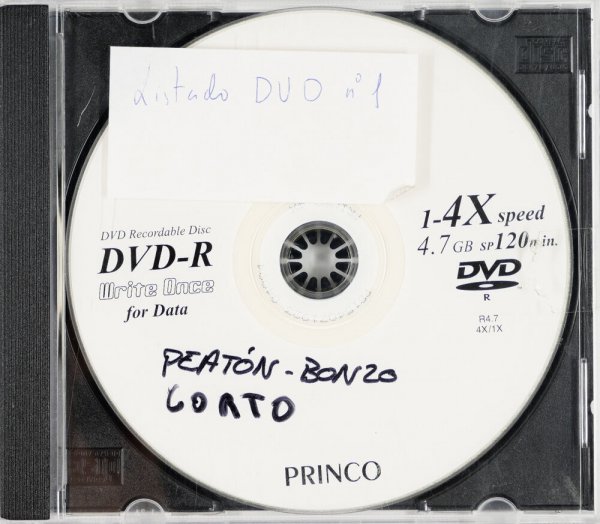 Listado DVD nº 1
DVD Recordable Disc
DVD-R
Write Once
for Data
1-4X speed
4.7 GB SP120min.
DVD
R
R4.7
4X/1X
PEATÓN-BONZO
CORTO
PRINCO